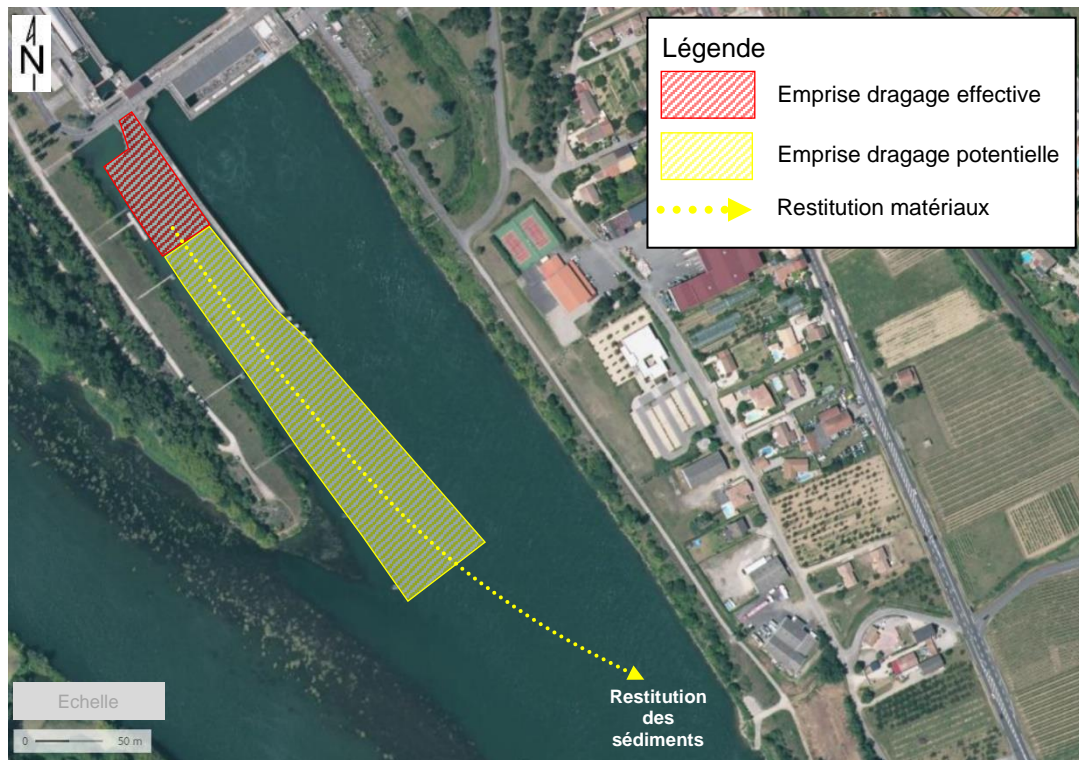 N
Légende
Emprise dragage effective
Emprise dragage potentielle
Restitution matériaux
Restitution
des
sédiments
Echelle
0 50 m